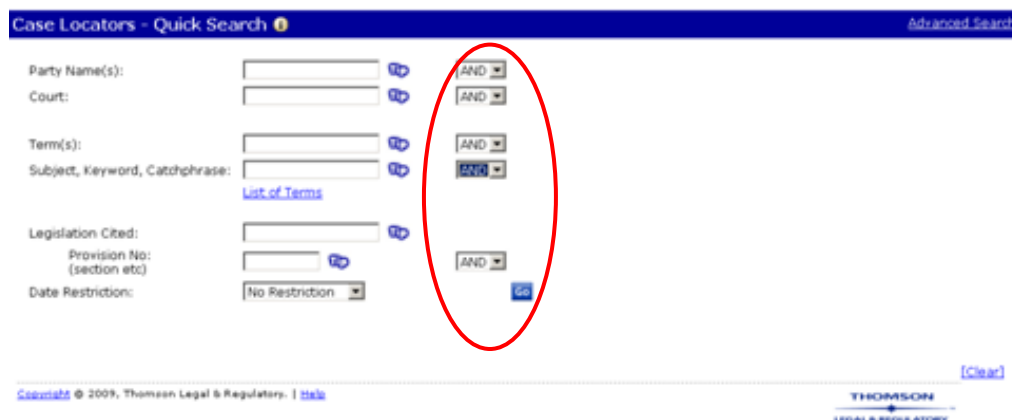 Case Locators - Quick Search
Advanced Search
Party Name(s): AND
Court: AND
Term(s): AND
Subject, Keyword, Catchphrase: AND
List of Terms
Legislation Cited:
Provision No:
(section etc) AND
Date Restriction: No Restriction Go
[Clear]
Copyright © 2009, Thomson Legal & Regulatory. | Help
THOMSON
LEGAL & REGULATORY